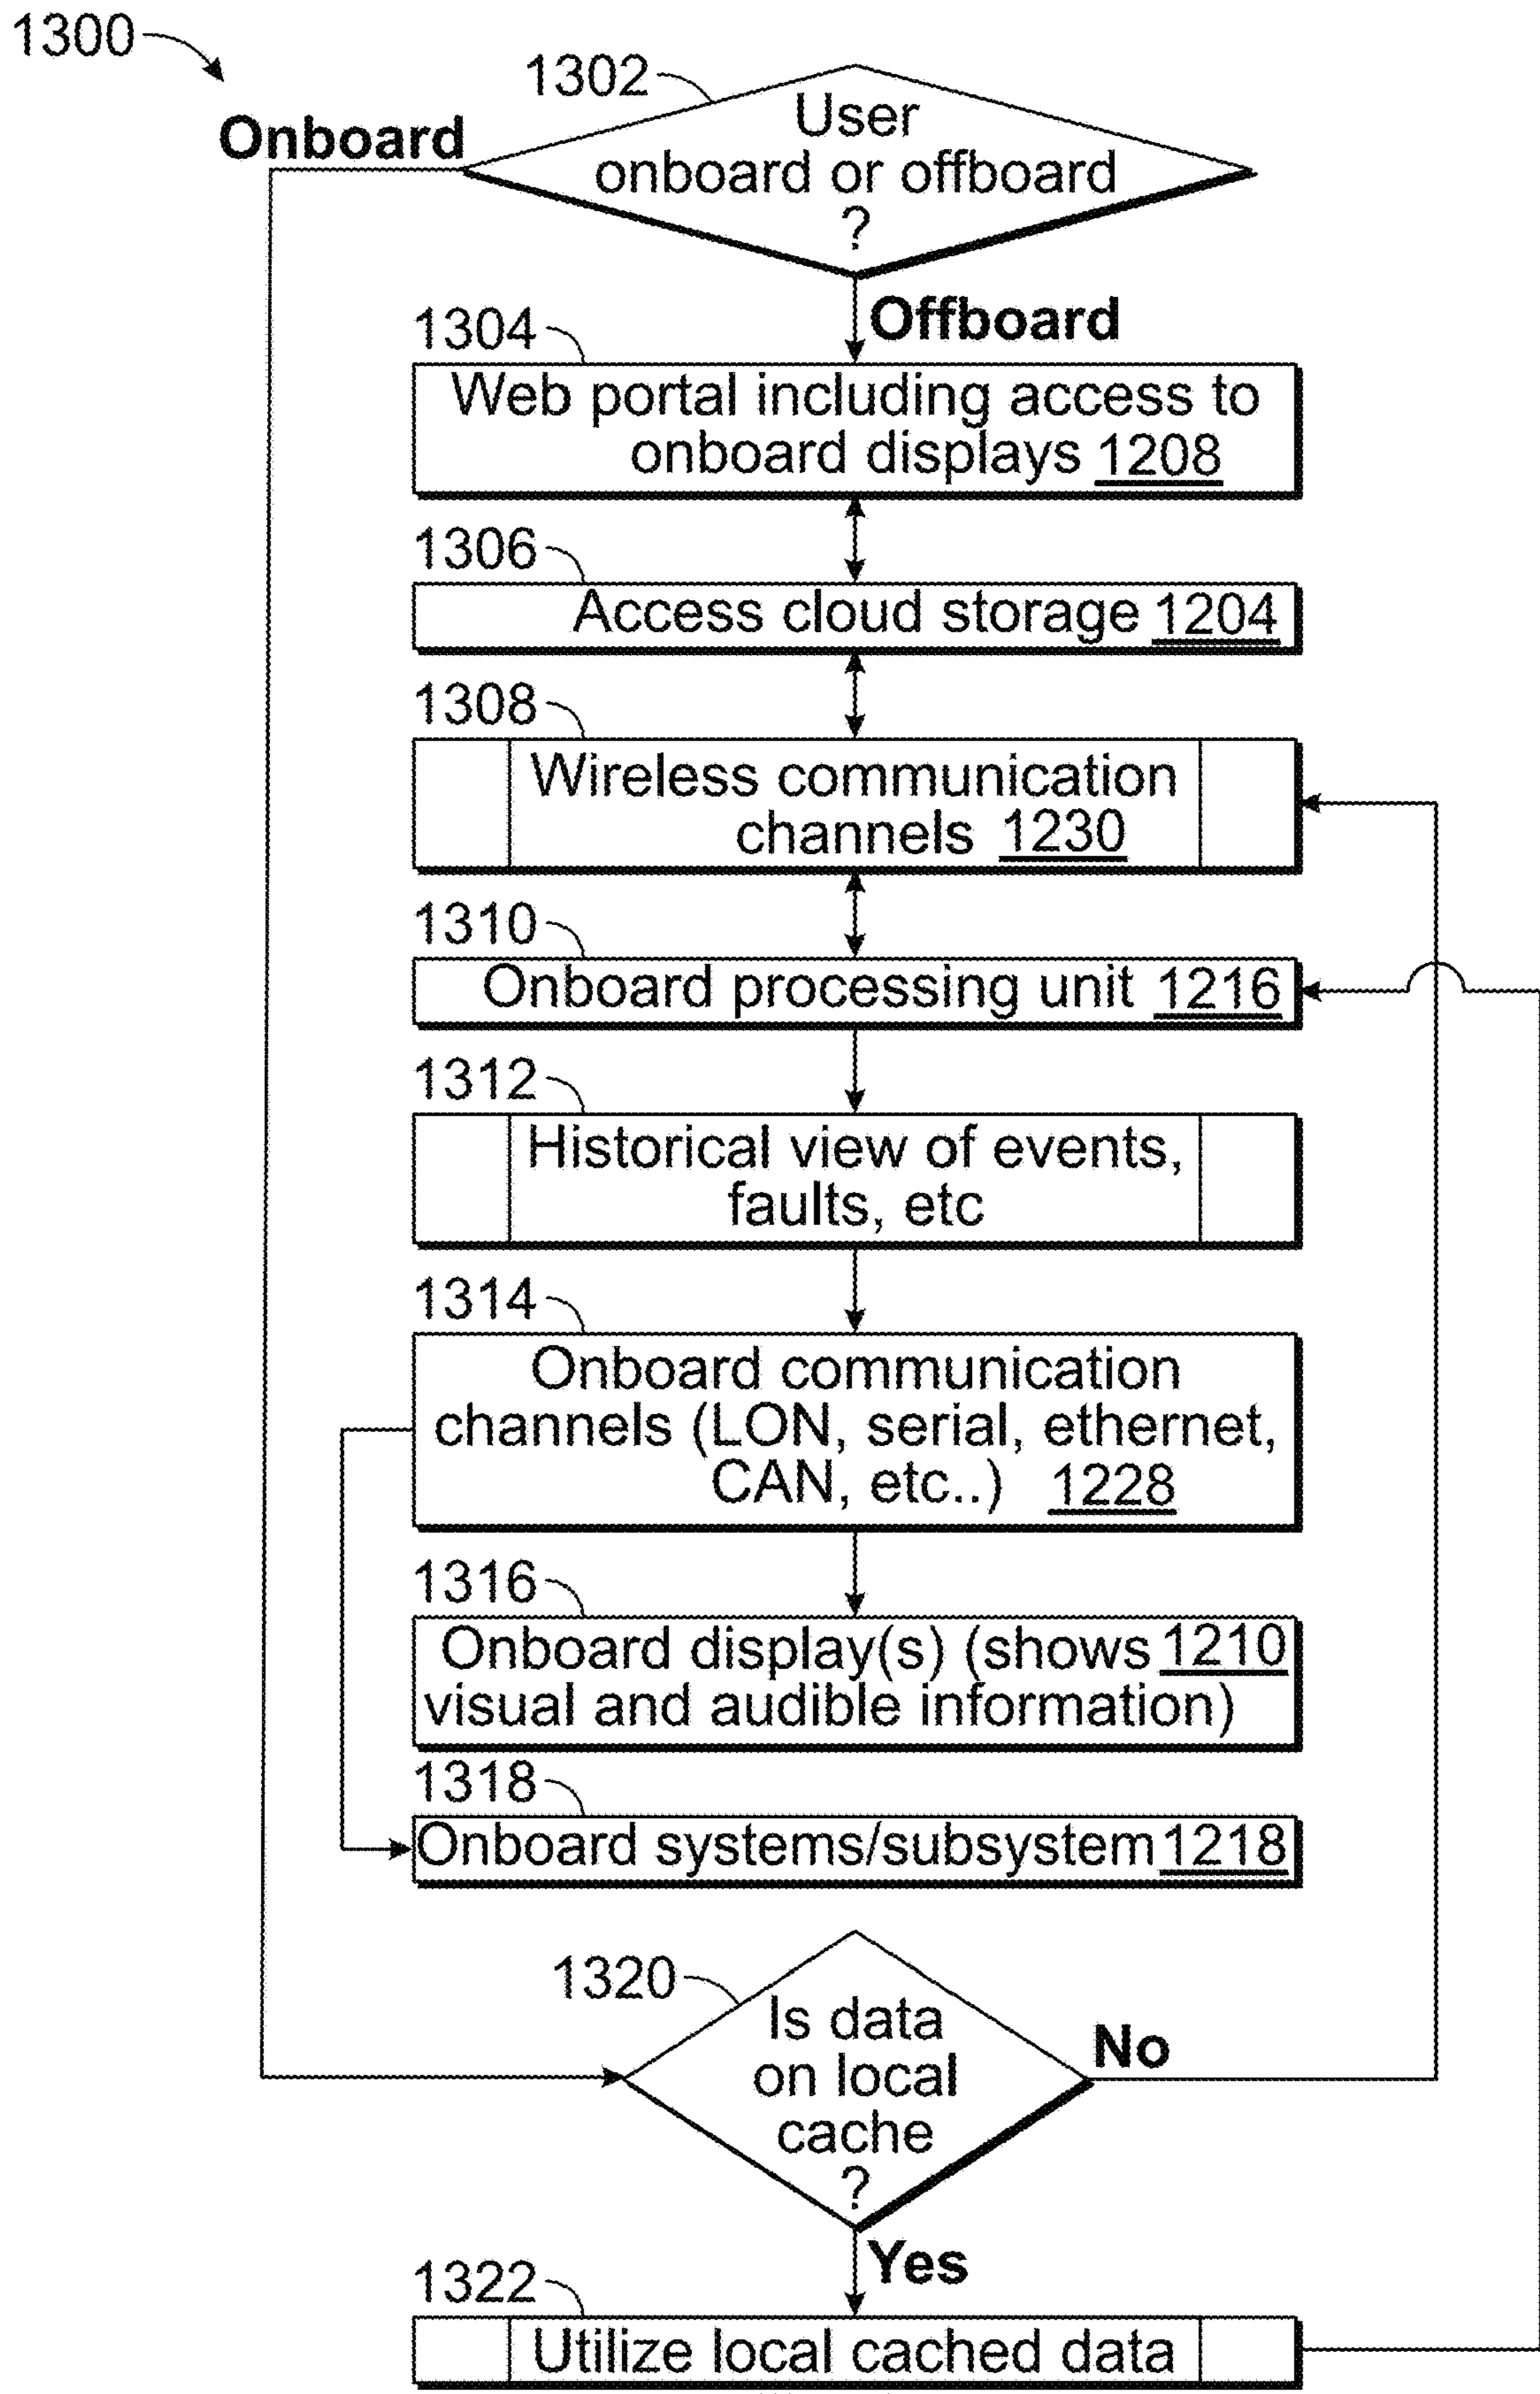 1300
1302
Onboard
User
onboard or offboard
?
Offboard
1304
Web portal including access to
onboard displays 1208
1306
Access cloud storage 1204
1308
Wireless communication
channels 1230
1310
Onboard processing unit 1216
1312
Historical view of events,
faults, etc
1314
Onboard communication
channels (LON, serial, ethernet,
CAN, etc..) 1228
1316
Onboard display(s) (shows 1210
visual and audible information)
1318
Onboard systems/subsystem 1218
1320
Is data
on local
cache
?
No
Yes
1322
Utilize local cached data